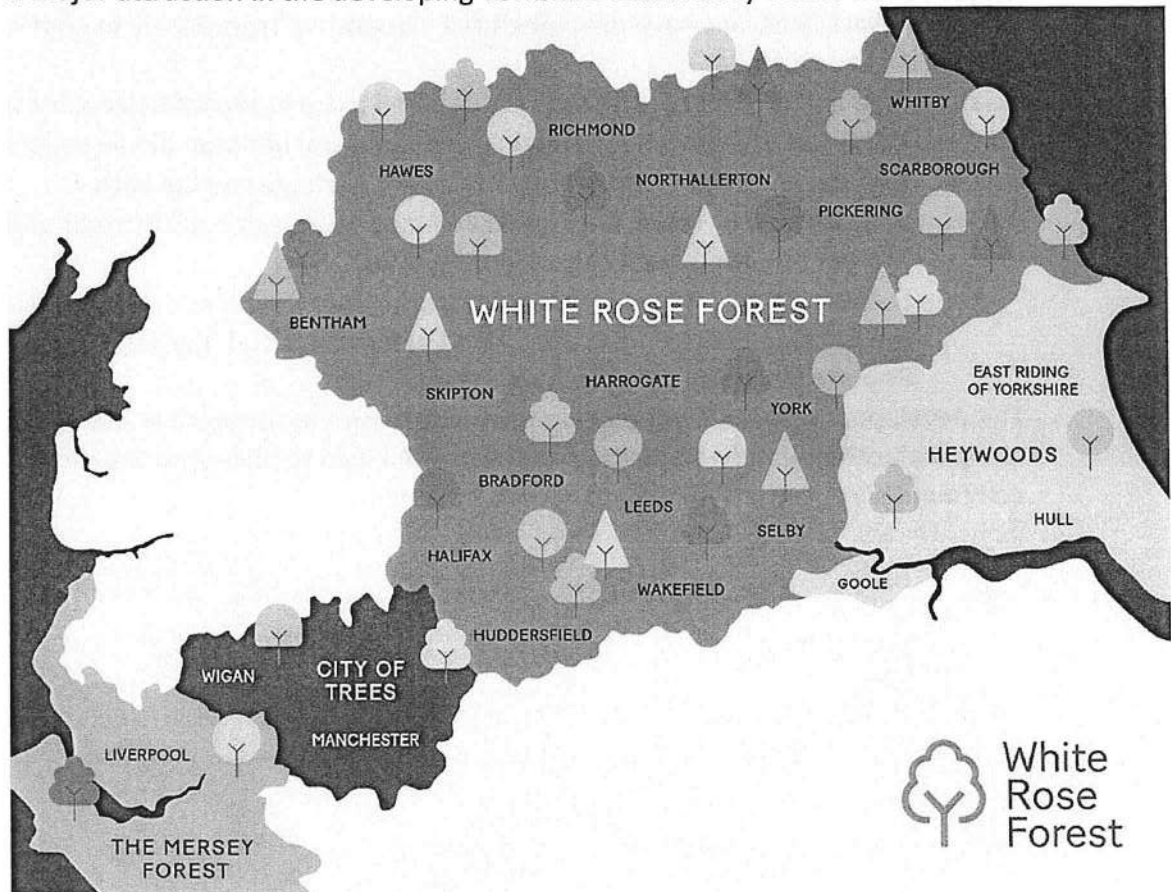 WHITBY
RICHMOND
HAWES
NORTHALLERTON
SCARBOROUGH
PICKERING
WHITE ROSE FOREST
BENTHAM
EAST RIDING
OF YORKSHIRE
SKIPTON
HARROGATE
YORK
HEYWOODS
BRADFORD
LEEDS
HULL
SELBY
HALIFAX
GOOLE
WAKEFIELD
HUDDERSFIELD
WIGAN
CITY OF
TREES
MANCHESTER
LIVERPOOL
THE MERSEY
FOREST
White
Rose
Forest